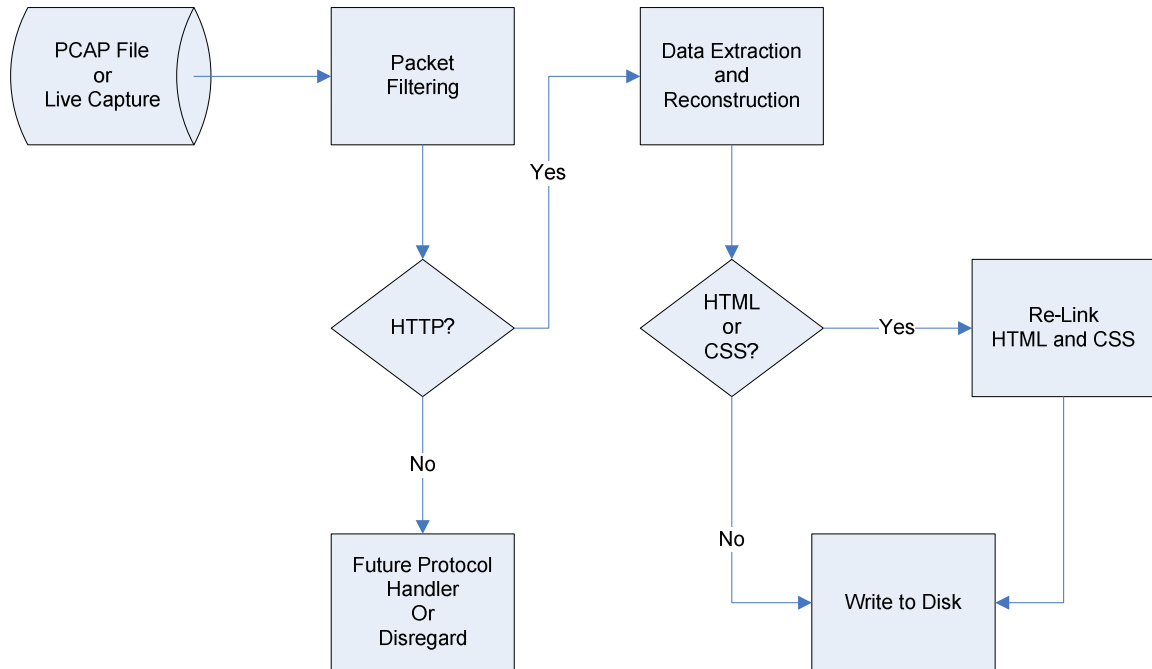 PCAP File
or
Live Capture
Packet
Filtering
Data Extraction
and
Reconstruction
Yes
HTTP?
HTML
or
CSS?
Yes
Re-Link
HTML and CSS
No
No
Future Protocol
Handler
Or
Disregard
Write to Disk